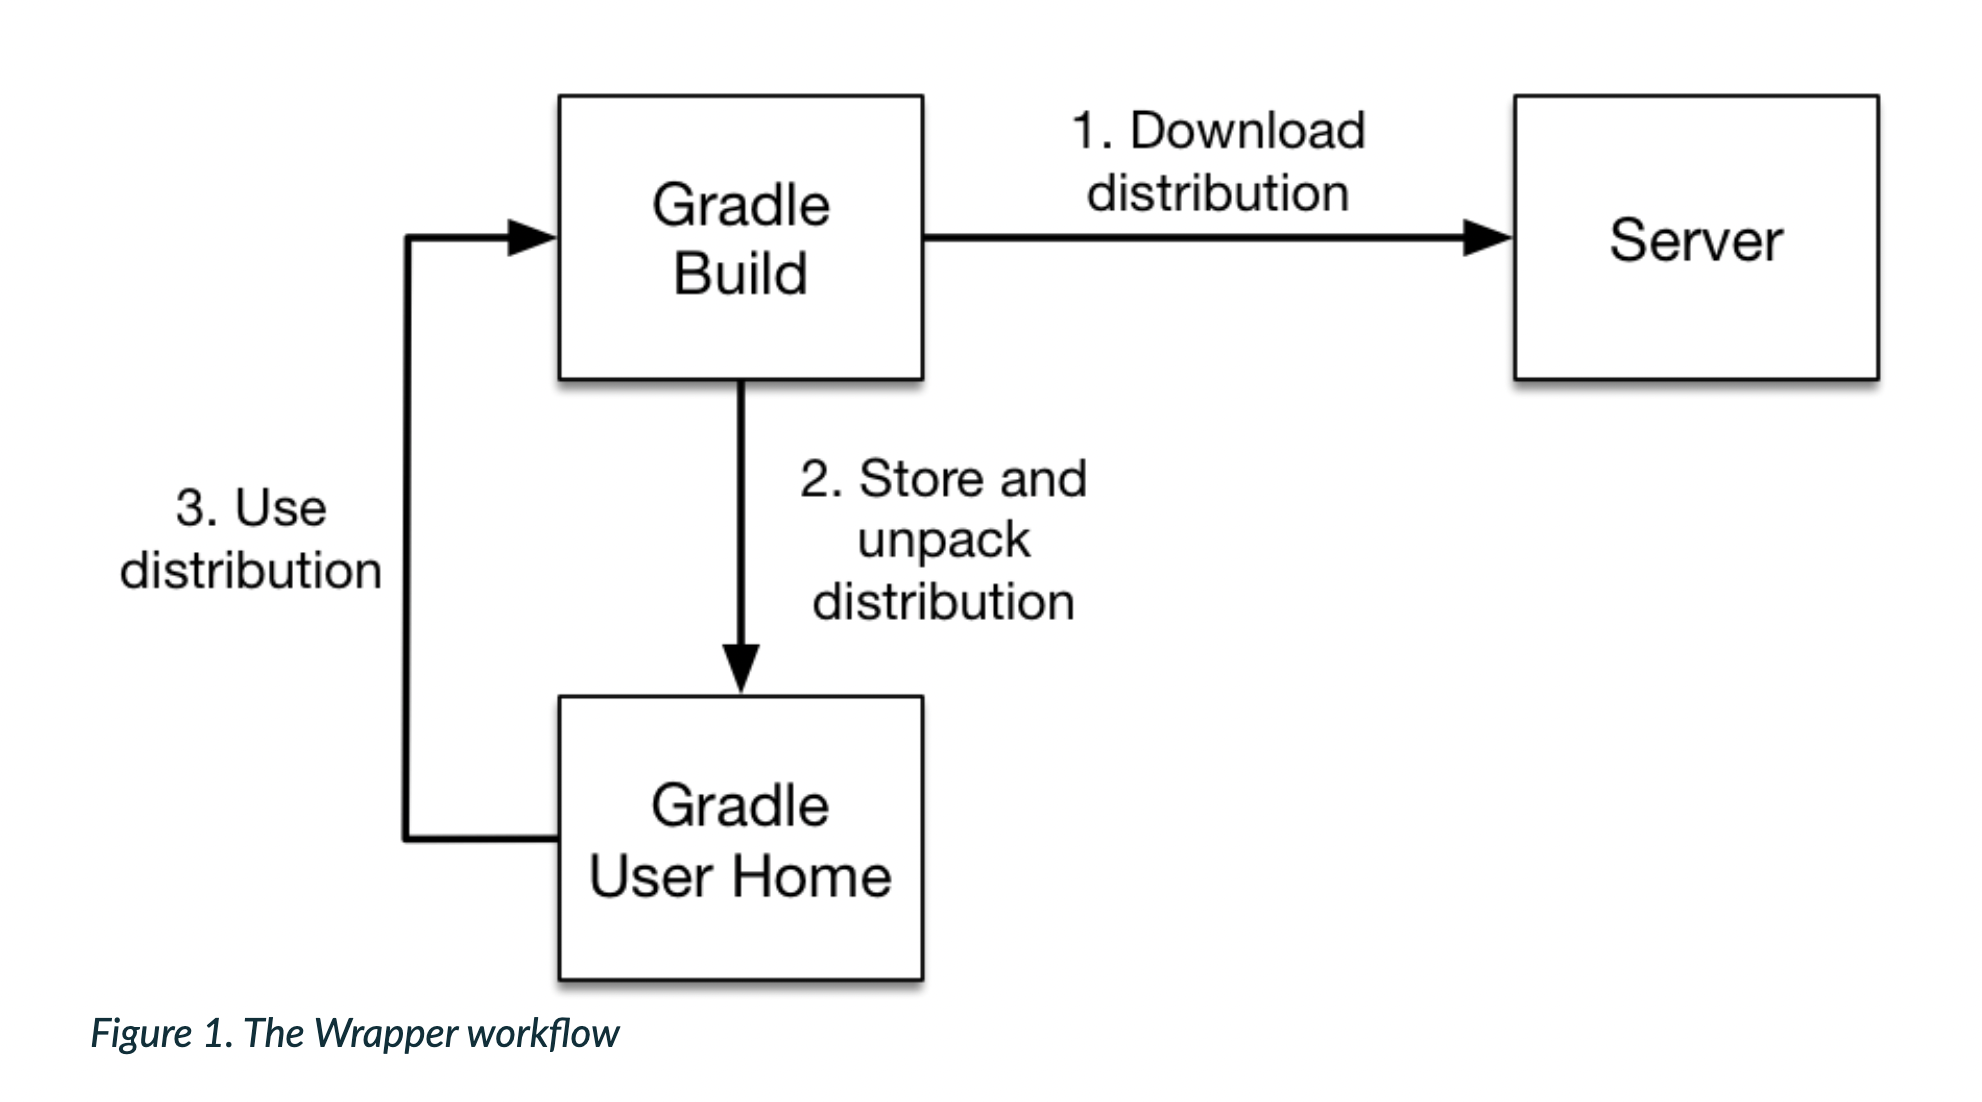 Gradle
Build
1. Download
distribution
Server
2. Store and
unpack
distribution
3. Use
distribution
Gradle
User Home
Figure 1. The Wrapper workflow